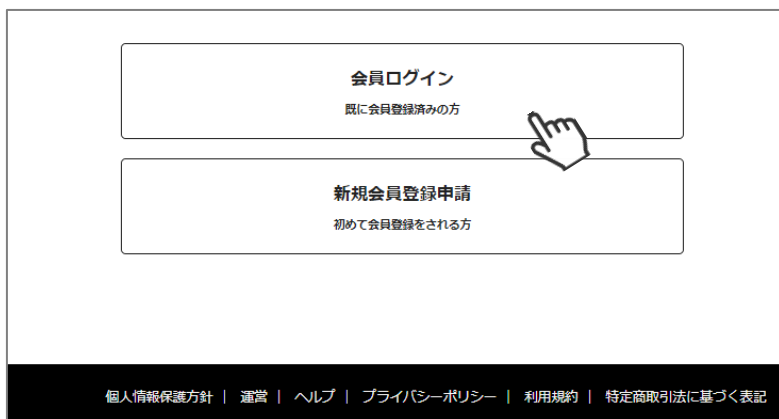 会員ログイン
既に会員登録済みの方
新規会員登録申請
初めて会員登録をされる方
個人情報保護方針 | 運営 | ヘルプ | プライバシーポリシー | 利用規約 | 特定商取引法に基づく表記